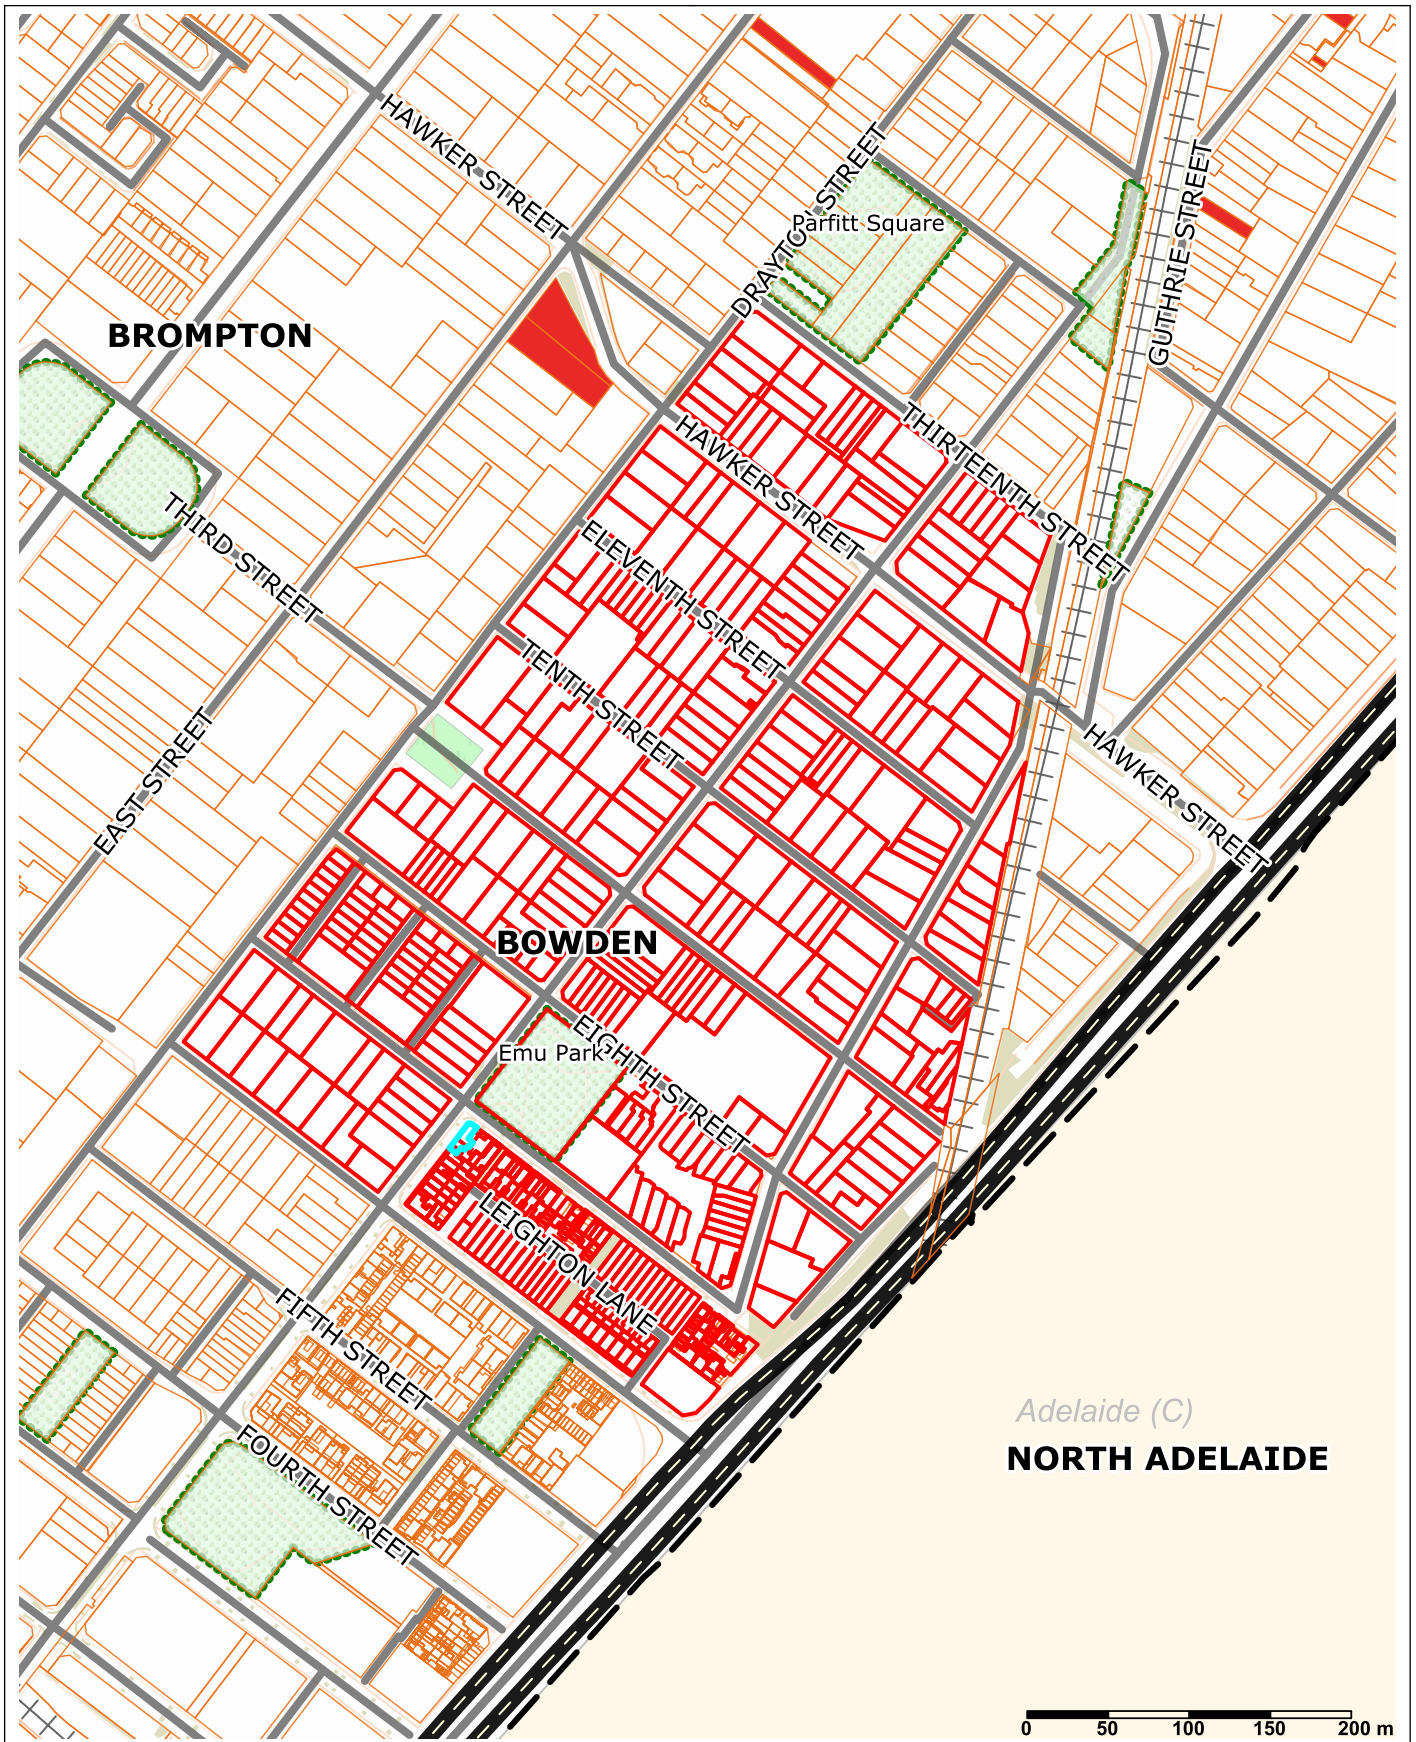 HAWKER STREET
DRAYTON STREET
Parfitt Square
GUTHRIE STREET
BROMPTON
THIRTEENTH STREET
HAWKER STREET
THIRD STREET
ELEVENTH STREET
TENTH STREET
EAST STREET
HAWKER STREET
BOWDEN
EIGHTH STREET
Emu Park
LEIGHTON LANE
FIFTH STREET
FOURTH STREET
Adelaide (C)
NORTH ADELAIDE
0 50 100 150 200 m